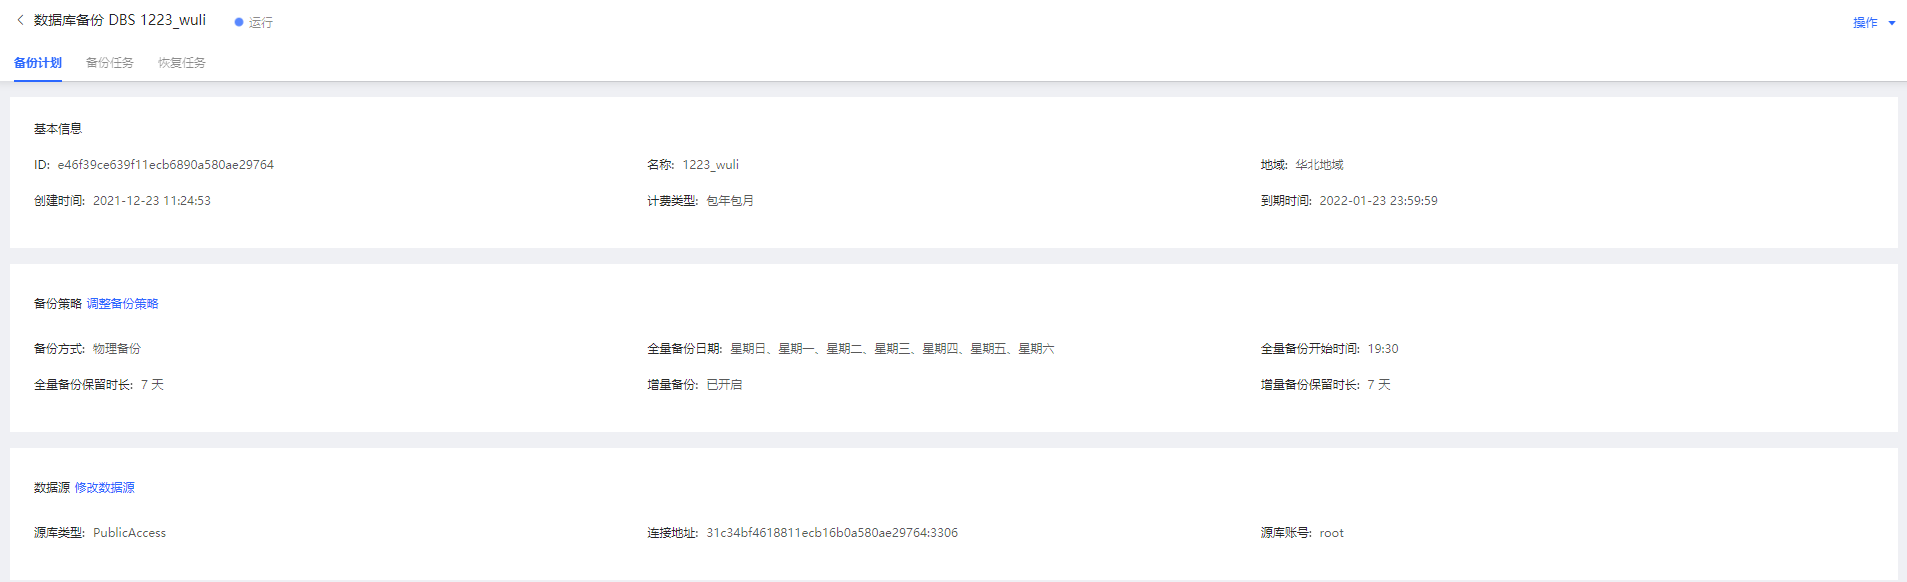 数据库备份 DBS 1223_wuli 运行 操作
备份计划 备份任务 恢复任务
基本信息
ID: e46f39ce639f11ecb6890a580ae29764 名称: 1223_wuli 地域: 华北地域
创建时间: 2021-12-23 11:24:53 计费类型: 包年包月 到期时间: 2022-01-23 23:59:59
备份策略 调整备份策略
备份方式: 物理备份 全量备份日期: 星期日、星期一、星期二、星期三、星期四、星期五、星期六 全量备份开始时间: 19:30
全量备份保留时长: 7 天 增量备份: 已开启 增量备份保留时长: 7 天
数据源 修改数据源
源库类型: PublicAccess 连接地址: 31c34bf4618811ecb16b0a580ae29764:3306 源库账号: root